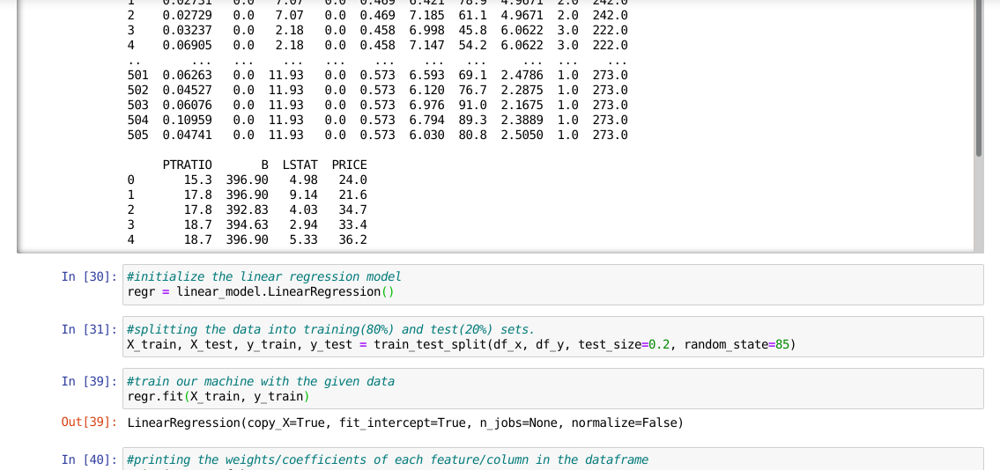 1    0.02731   0.0   7.07   0.0  0.469  6.421  78.9  4.9671  2.0  242.0
2    0.02729   0.0   7.07   0.0  0.469  7.185  61.1  4.9671  2.0  242.0
3    0.03237   0.0   2.18   0.0  0.458  6.998  45.8  6.0622  3.0  222.0
4    0.06905   0.0   2.18   0.0  0.458  7.147  54.2  6.0622  3.0  222.0
..       ...   ...    ...   ...    ...    ...   ...     ...  ...    ...
501  0.06263   0.0  11.93   0.0  0.573  6.593  69.1  2.4786  1.0  273.0
502  0.04527   0.0  11.93   0.0  0.573  6.120  76.7  2.2875  1.0  273.0
503  0.06076   0.0  11.93   0.0  0.573  6.976  91.0  2.1675  1.0  273.0
504  0.10959   0.0  11.93   0.0  0.573  6.794  89.3  2.3889  1.0  273.0
505  0.04741   0.0  11.93   0.0  0.573  6.030  80.8  2.5050  1.0  273.0
PTRATIO       B  LSTAT  PRICE
0       15.3  396.90   4.98   24.0
1       17.8  396.90   9.14   21.6
2       17.8  392.83   4.03   34.7
3       18.7  394.63   2.94   33.4
4       18.7  396.90   5.33   36.2
In [30]: #initialize the linear regression model
regr = linear_model.LinearRegression()
In [31]: #splitting the data into training(80%) and test(20%) sets.
X_train, X_test, y_train, y_test = train_test_split(df_x, df_y, test_size=0.2, random_state=85)
In [39]: #train our machine with the given data
regr.fit(X_train, y_train)
Out[39]: LinearRegression(copy_X=True, fit_intercept=True, n_jobs=None, normalize=False)
In [40]: #printing the weights/coefficients of each feature/column in the dataframe